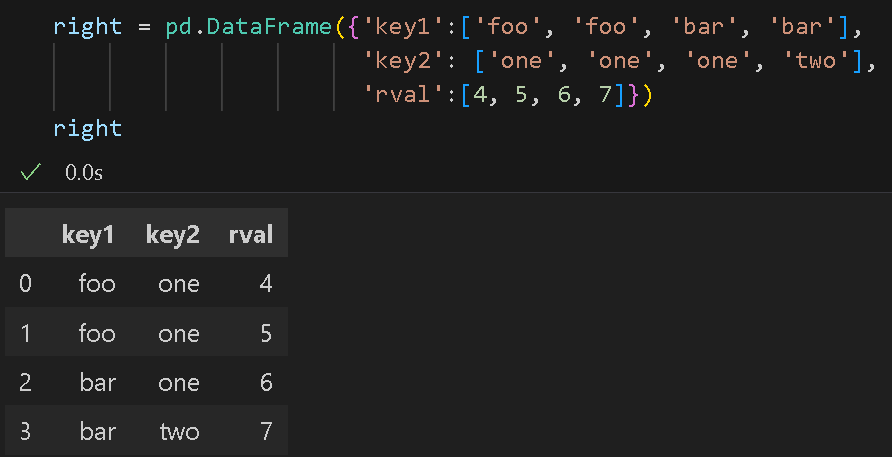 right = pd.DataFrame({'key1':['foo', 'foo', 'bar', 'bar'],
'key2': ['one', 'one', 'one', 'two'],
'rval':[4, 5, 6, 7]})
right
✓ 0.0s
key1 key2 rval
0 foo one 4
1 foo one 5
2 bar one 6
3 bar two 7